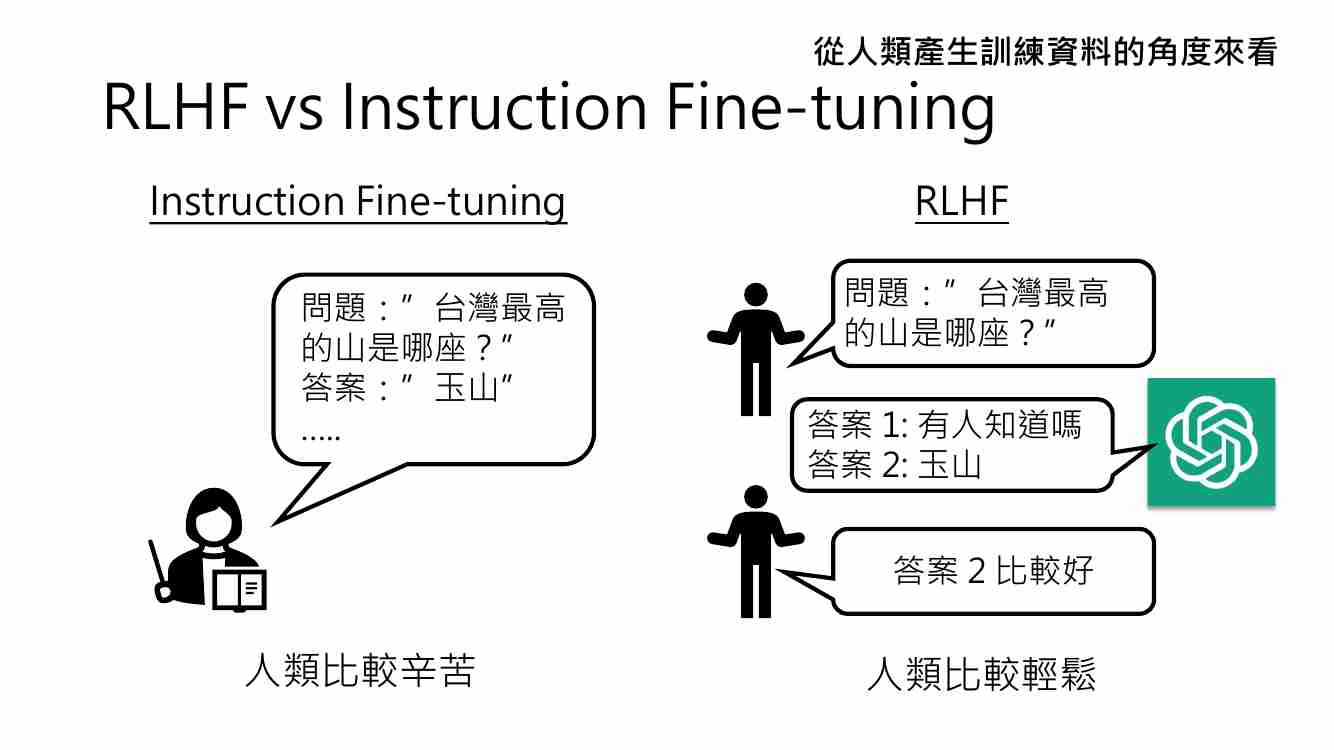 從人類產生訓練資料的角度來看
RLHF vs Instruction Fine-tuning
Instruction Fine-tuning
問題：”台灣最高
的山是哪座？”
答案：”玉山”
…..
人類比較辛苦
RLHF
問題：”台灣最高
的山是哪座？”
答案 1: 有人知道嗎
答案 2: 玉山
答案 2 比較好
人類比較輕鬆